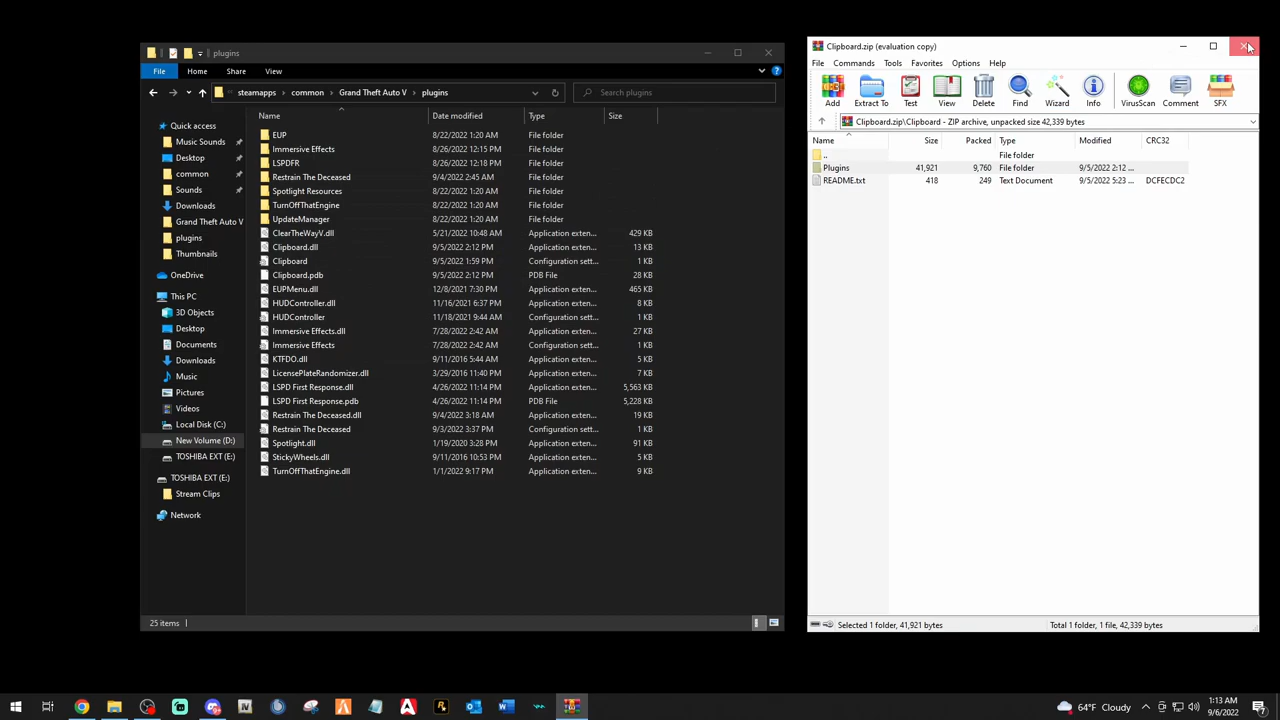 plugins
File Home Share View
steamapps > common > Grand Theft Auto V > plugins
Search plugins
Name Date modified Type Size
Quick access
Music Sounds
Desktop
common
Sounds
Downloads
Grand Theft Auto V
plugins
Thumbnails
OneDrive
This PC
3D Objects
Desktop
Documents
Downloads
Music
Pictures
Videos
Local Disk (C:)
New Volume (D:)
TOSHIBA EXT (E:)
TOSHIBA EXT (E:)
Stream Clips
Network
EUP 8/22/2022 1:20 AM File folder
Immersive Effects 8/26/2022 12:15 PM File folder
LSPDFR 8/26/2022 12:18 PM File folder
Restrain The Deceased 9/4/2022 2:45 AM File folder
Spotlight Resources 8/22/2022 1:20 AM File folder
TurnOffThatEngine 8/22/2022 1:20 AM File folder
UpdateManager 8/22/2022 1:20 AM File folder
ClearTheWayV.dll 5/21/2022 10:48 AM Application exten... 429 KB
Clipboard.dll 9/5/2022 2:12 PM Application exten... 13 KB
Clipboard 9/5/2022 1:59 PM Configuration sett... 1 KB
Clipboard.pdb 9/5/2022 2:12 PM PDB File 28 KB
EUPMenu.dll 12/8/2021 7:30 PM Application exten... 465 KB
HUDController.dll 11/16/2021 6:37 PM Application exten... 8 KB
HUDController 11/18/2021 9:44 AM Configuration sett... 1 KB
Immersive Effects.dll 7/28/2022 2:42 AM Application exten... 27 KB
Immersive Effects 7/28/2022 2:42 AM Configuration sett... 1 KB
KTFDO.dll 9/11/2016 5:44 AM Application exten... 5 KB
LicensePlateRandomizer.dll 3/29/2016 11:40 PM Application exten... 7 KB
LSPD First Response.dll 4/26/2022 11:14 PM Application exten... 5,563 KB
LSPD First Response.pdb 4/26/2022 11:14 PM PDB File 5,228 KB
Restrain The Deceased.dll 9/4/2022 3:18 AM Application exten... 19 KB
Restrain The Deceased 9/3/2022 3:37 PM Configuration sett... 1 KB
Spotlight.dll 1/19/2020 3:28 PM Application exten... 91 KB
StickyWheels.dll 9/11/2016 10:53 PM Application exten... 5 KB
TurnOffThatEngine.dll 1/1/2022 9:17 PM Application exten... 9 KB
25 items
Clipboard.zip (evaluation copy)
File Commands Tools Favorites Options Help
Add Extract To Test View Delete Find Wizard Info VirusScan Comment SFX
Clipboard.zip\Clipboard - ZIP archive, unpacked size 42,339 bytes
Name Size Packed Type Modified CRC32
.. File folder
Plugins 41,921 9,760 File folder 9/5/2022 2:12 ...
README.txt 418 249 Text Document 9/5/2022 5:23 ... DCFECDC2
Selected 1 folder, 41,921 bytes
Total 1 folder, 1 file, 42,339 bytes
64°F Cloudy
1:13 AM
9/6/2022